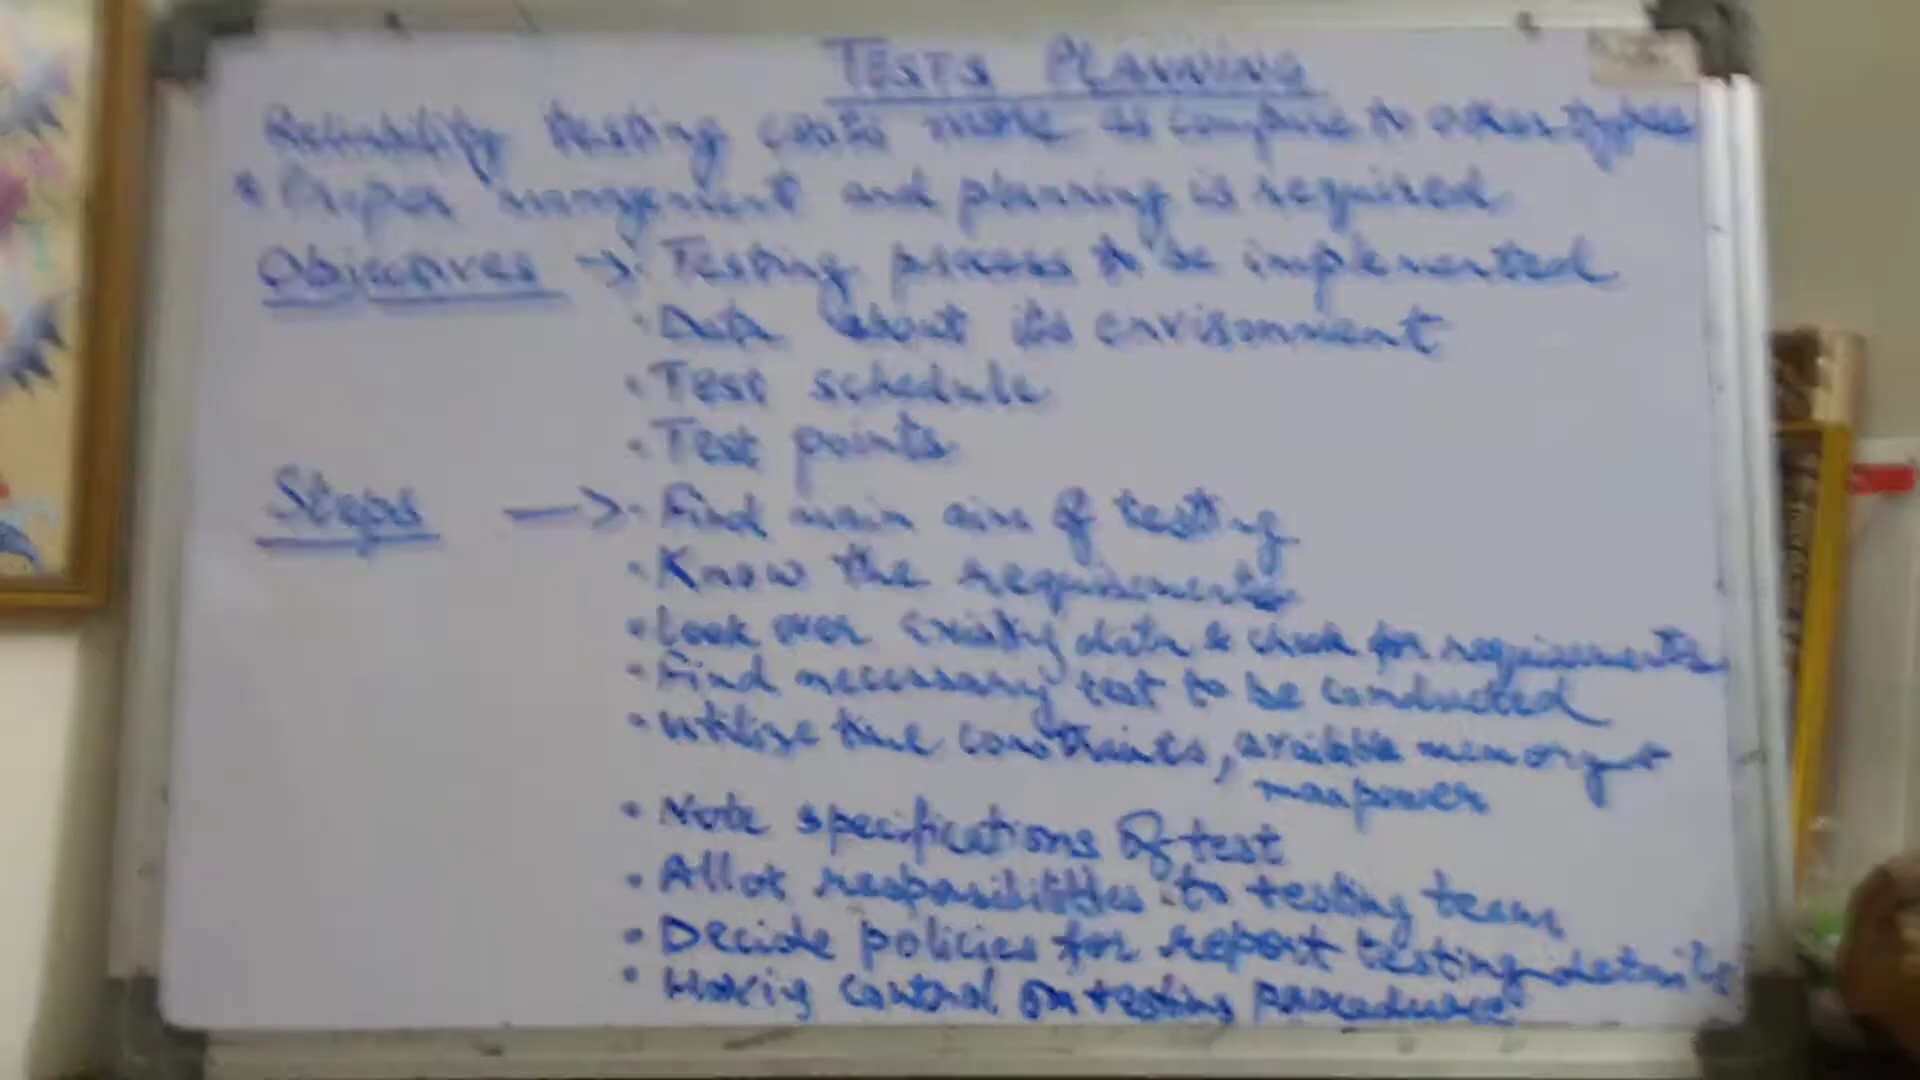 TESTS PLANNING
Reliability testing costs more as compare to other types
• Proper management and planning is required
Objectives → • Testing process to be implemented
• Data about its environment
• Test schedule
• Test points
Steps → • Find main aim of testing
• Know the requirements
• Look over existing data & check for requirements
• Find neccessary test to be conducted
• utilise time constraints, available memory &
manpower
• Note specifications of test
• Allot responsibilities to testing team
• Decide policies for report testing details
• control on testing procedures